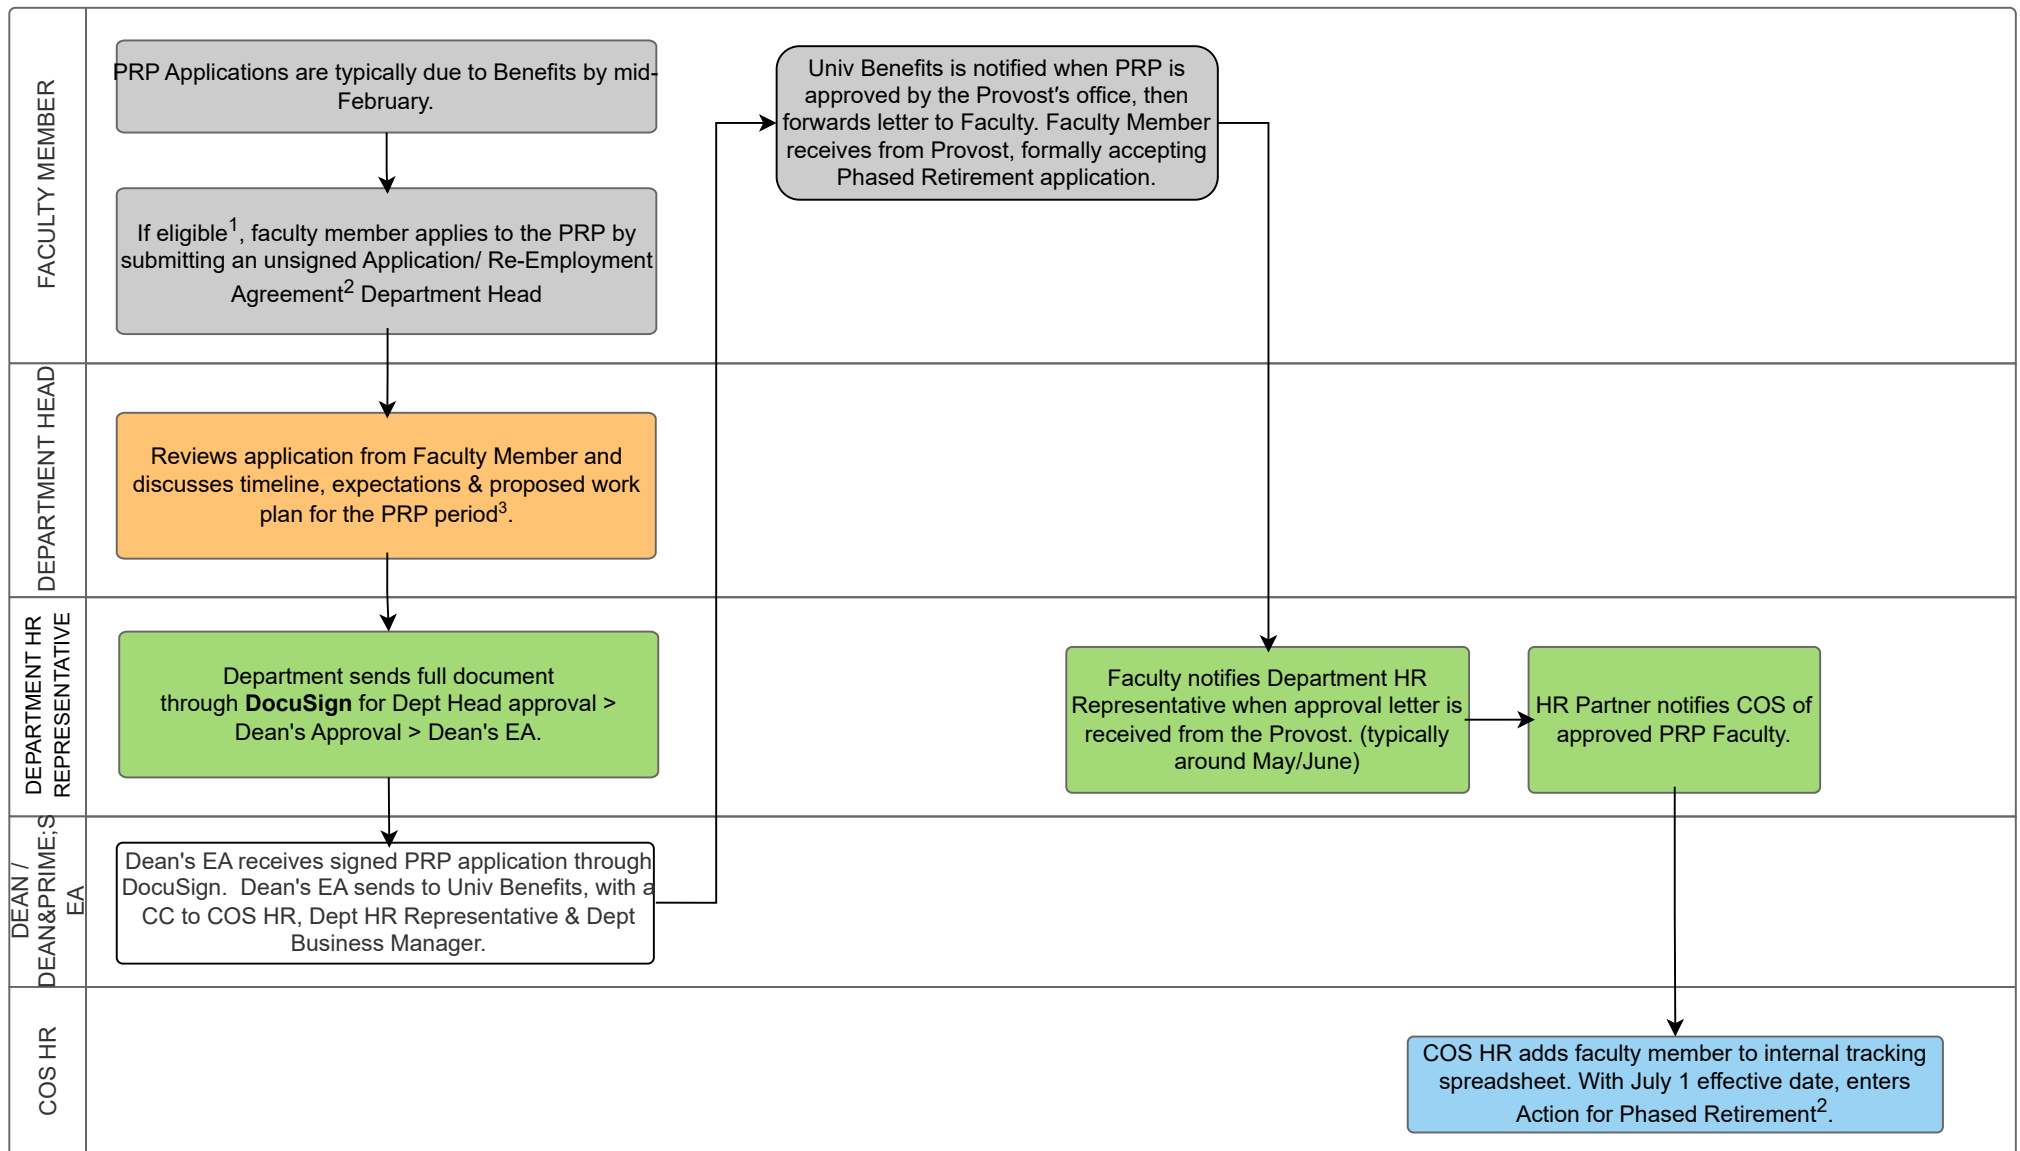 FACULTY MEMBER
PRP Applications are typically due to Benefits by mid-
February.
If eligible1, faculty member applies to the PRP by
submitting an unsigned Application/ Re-Employment
Agreement2 Department Head
Univ Benefits is notified when PRP is
approved by the Provost′s office, then
forwards letter to Faculty. Faculty Member
receives from Provost, formally accepting
Phased Retirement application.
DEPARTMENT HEAD
Reviews application from Faculty Member and
discusses timeline, expectations & proposed work
plan for the PRP period3.
DEPARTMENT HR
REPRESENTATIVE
Department sends full document
through DocuSign for Dept Head approval >
Dean's Approval > Dean's EA.
Faculty notifies Department HR
Representative when approval letter is
received from the Provost. (typically
around May/June)
HR Partner notifies COS of
approved PRP Faculty.
DEAN /
DEAN&PRIME;S
EA
Dean's EA receives signed PRP application through
DocuSign.  Dean's EA sends to Univ Benefits, with a
CC to COS HR, Dept HR Representative & Dept
Business Manager.
COS HR
COS HR adds faculty member to internal tracking
spreadsheet. With July 1 effective date, enters
Action for Phased Retirement2.